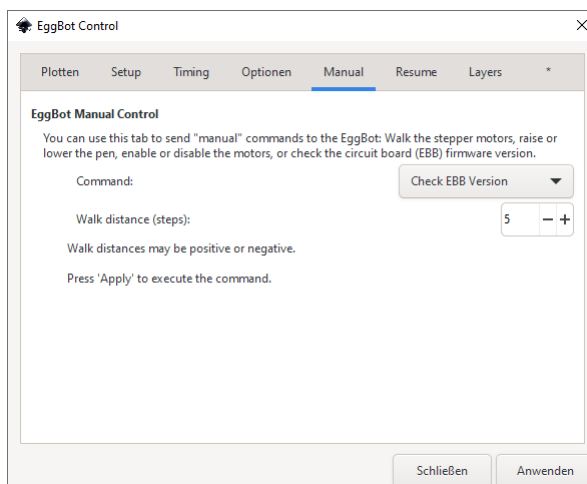 EggBot Control
Plotten Setup Timing Optionen Manual Resume Layers *
EggBot Manual Control
You can use this tab to send "manual" commands to the EggBot: Walk the stepper motors, raise or
lower the pen, enable or disable the motors, or check the circuit board (EBB) firmware version.
Command: Check EBB Version
Walk distance (steps): 5
Walk distances may be positive or negative.
Press 'Apply' to execute the command.
Schließen Anwenden